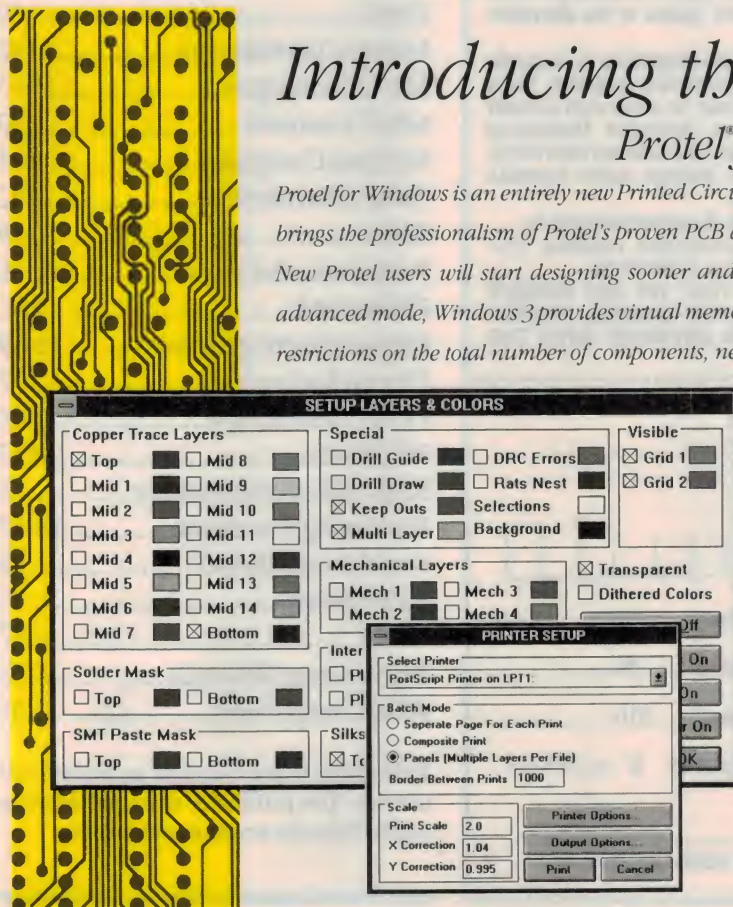 Introducing th
Protel®
Protel for Windows is an entirely new Printed Circu
brings the professionalism of Protel's proven PCB
New Protel users will start designing sooner and
advanced mode, Windows 3 provides virtual memo
restrictions on the total number of components, ne
SETUP LAYERS & COLORS
Copper Trace Layers
Top Mid 8
Mid 1 Mid 9
Mid 2 Mid 10
Mid 3 Mid 11
Mid 4 Mid 12
Mid 5 Mid 13
Mid 6 Mid 14
Mid 7 Bottom
Solder Mask
Top Bottom
SMT Paste Mask
Top Bottom
Special
Drill Guide DRC Errors
Drill Draw Rats Nest
Keep Outs Selections
Multi Layer Background
Mechanical Layers
Mech 1 Mech 3
Mech 2 Mech 4
Inter
Pl
Pl
Silks
To
Visible
Grid 1
Grid 2
Transparent
Dithered Colors
Off
On
On
r On
OK
PRINTER SETUP
Select Printer
PostScript Printer on LPT1:
Batch Mode
Seperate Page For Each Print
Composite Print
Panels (Multiple Layers Per File)
Border Between Prints 1000
Scale
Print Scale 2.0
X Correction 1.04
Y Correction 0.995
Printer Options...
Output Options...
Print Cancel